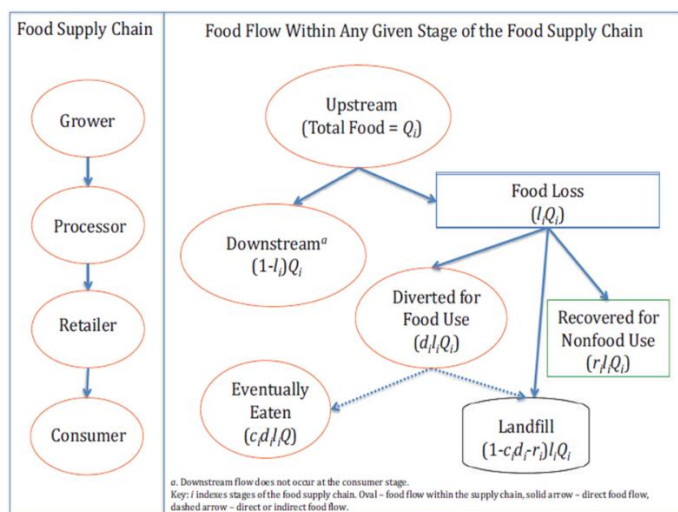 Food Supply Chain
Grower
Processor
Retailer
Consumer
Food Flow Within Any Given Stage of the Food Supply Chain
Upstream
(Total Food = Qi)
Food Loss
(liQi)
Downstreamᵃ
(1-li)Qi
Diverted for
Food Use
(diliQi)
Recovered for
Nonfood Use
(riliQi)
Eventually
Eaten
(cidiliQ)
Landfill
(1-cidi-ri)liQi
a. Downstream flow does not occur at the consumer stage.
Key: i indexes stages of the food supply chain. Oval – food flow within the supply chain, solid arrow – direct food flow,
dashed arrow – direct or indirect food flow.